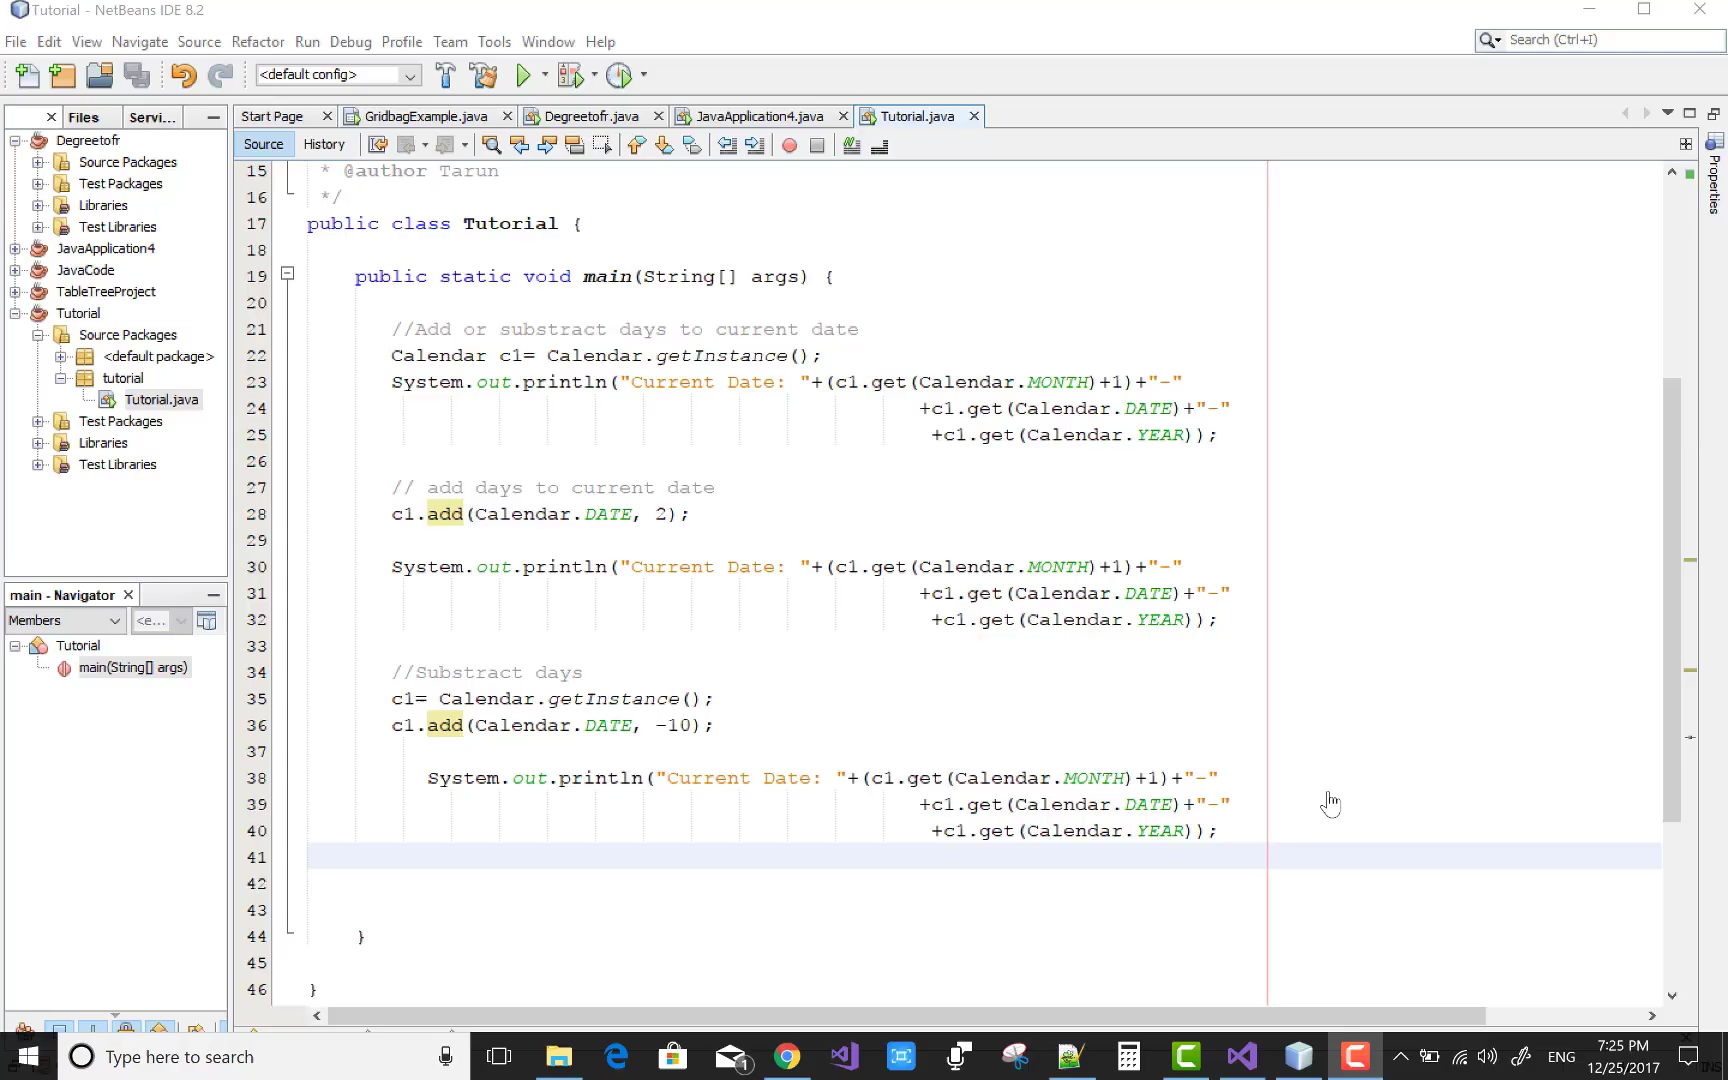 Tutorial - NetBeans IDE 8.2
File Edit View Navigate Source Refactor Run Debug Profile Team Tools Window Help
Search (Ctrl+I)
<default config>
Files Servi...
Start Page GridbagExample.java Degreetofr.java JavaApplication4.java Tutorial.java
Source History
Degreetofr
Source Packages
Test Packages
Libraries
Test Libraries
JavaApplication4
JavaCode
TableTreeProject
Tutorial
Source Packages
<default package>
tutorial
Tutorial.java
Test Packages
Libraries
Test Libraries
main - Navigator
Members <e...
Tutorial
main(String[] args)
15 * @author Tarun
16 */
17 public class Tutorial {
18
19 public static void main(String[] args) {
20
21 //Add or substract days to current date
22 Calendar c1= Calendar.getInstance();
23 System.out.println("Current Date: "+(c1.get(Calendar.MONTH)+1)+"-"
24 +c1.get(Calendar.DATE)+"-"
25 +c1.get(Calendar.YEAR));
26
27 // add days to current date
28 c1.add(Calendar.DATE, 2);
29
30 System.out.println("Current Date: "+(c1.get(Calendar.MONTH)+1)+"-"
31 +c1.get(Calendar.DATE)+"-"
32 +c1.get(Calendar.YEAR));
33
34 //Substract days
35 c1= Calendar.getInstance();
36 c1.add(Calendar.DATE, -10);
37
38 System.out.println("Current Date: "+(c1.get(Calendar.MONTH)+1)+"-"
39 +c1.get(Calendar.DATE)+"-"
40 +c1.get(Calendar.YEAR));
41
42
43
44 }
45
46 }
Properties
Type here to search
1
ENG
7:25 PM
12/25/2017
INS